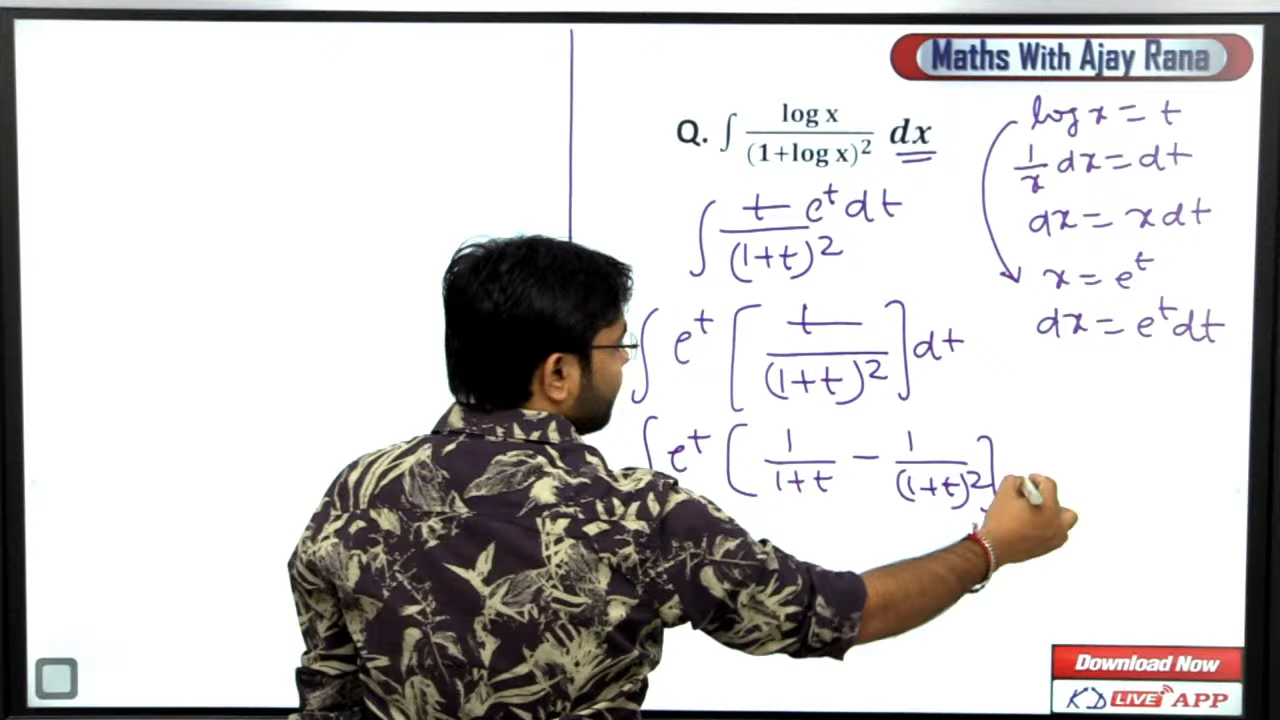 Maths With Ajay Rana
Q. ∫ log x / (1+log x)² dx
log x = t
1/x dx = dt
dx = x dt
x = e^t
dx = e^t dt
∫ t e^t dt / (1+t)²
∫ e^t [ t / (1+t)² ] dt
∫ e^t [ 1/(1+t) − 1/(1+t)² ]
Download Now
KD LIVE APP